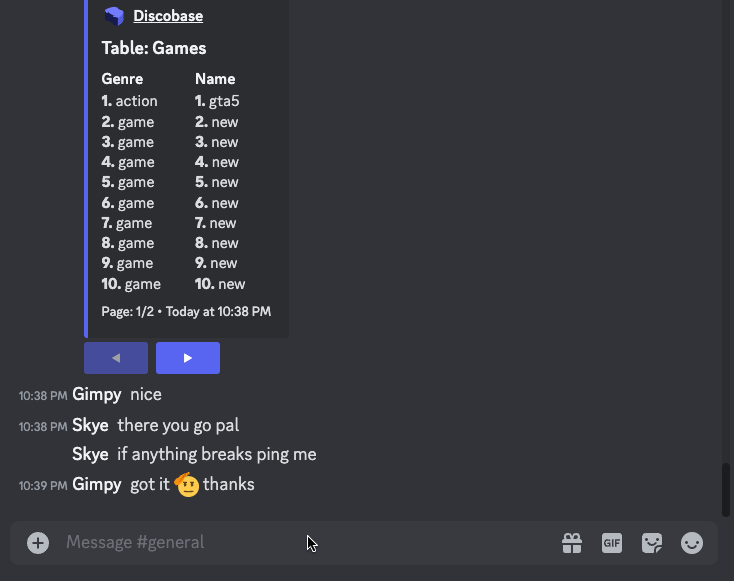 Discobase
Table: Games
Genre Name
1. action 1. gta5
2. game 2. new
3. game 3. new
4. game 4. new
5. game 5. new
6. game 6. new
7. game 7. new
8. game 8. new
9. game 9. new
10. game 10. new
Page: 1/2 • Today at 10:38 PM
10:38 PM Gimpy nice
10:38 PM Skye there you go pal
Skye if anything breaks ping me
10:39 PM Gimpy got it 🫡 thanks
Message #general GIF